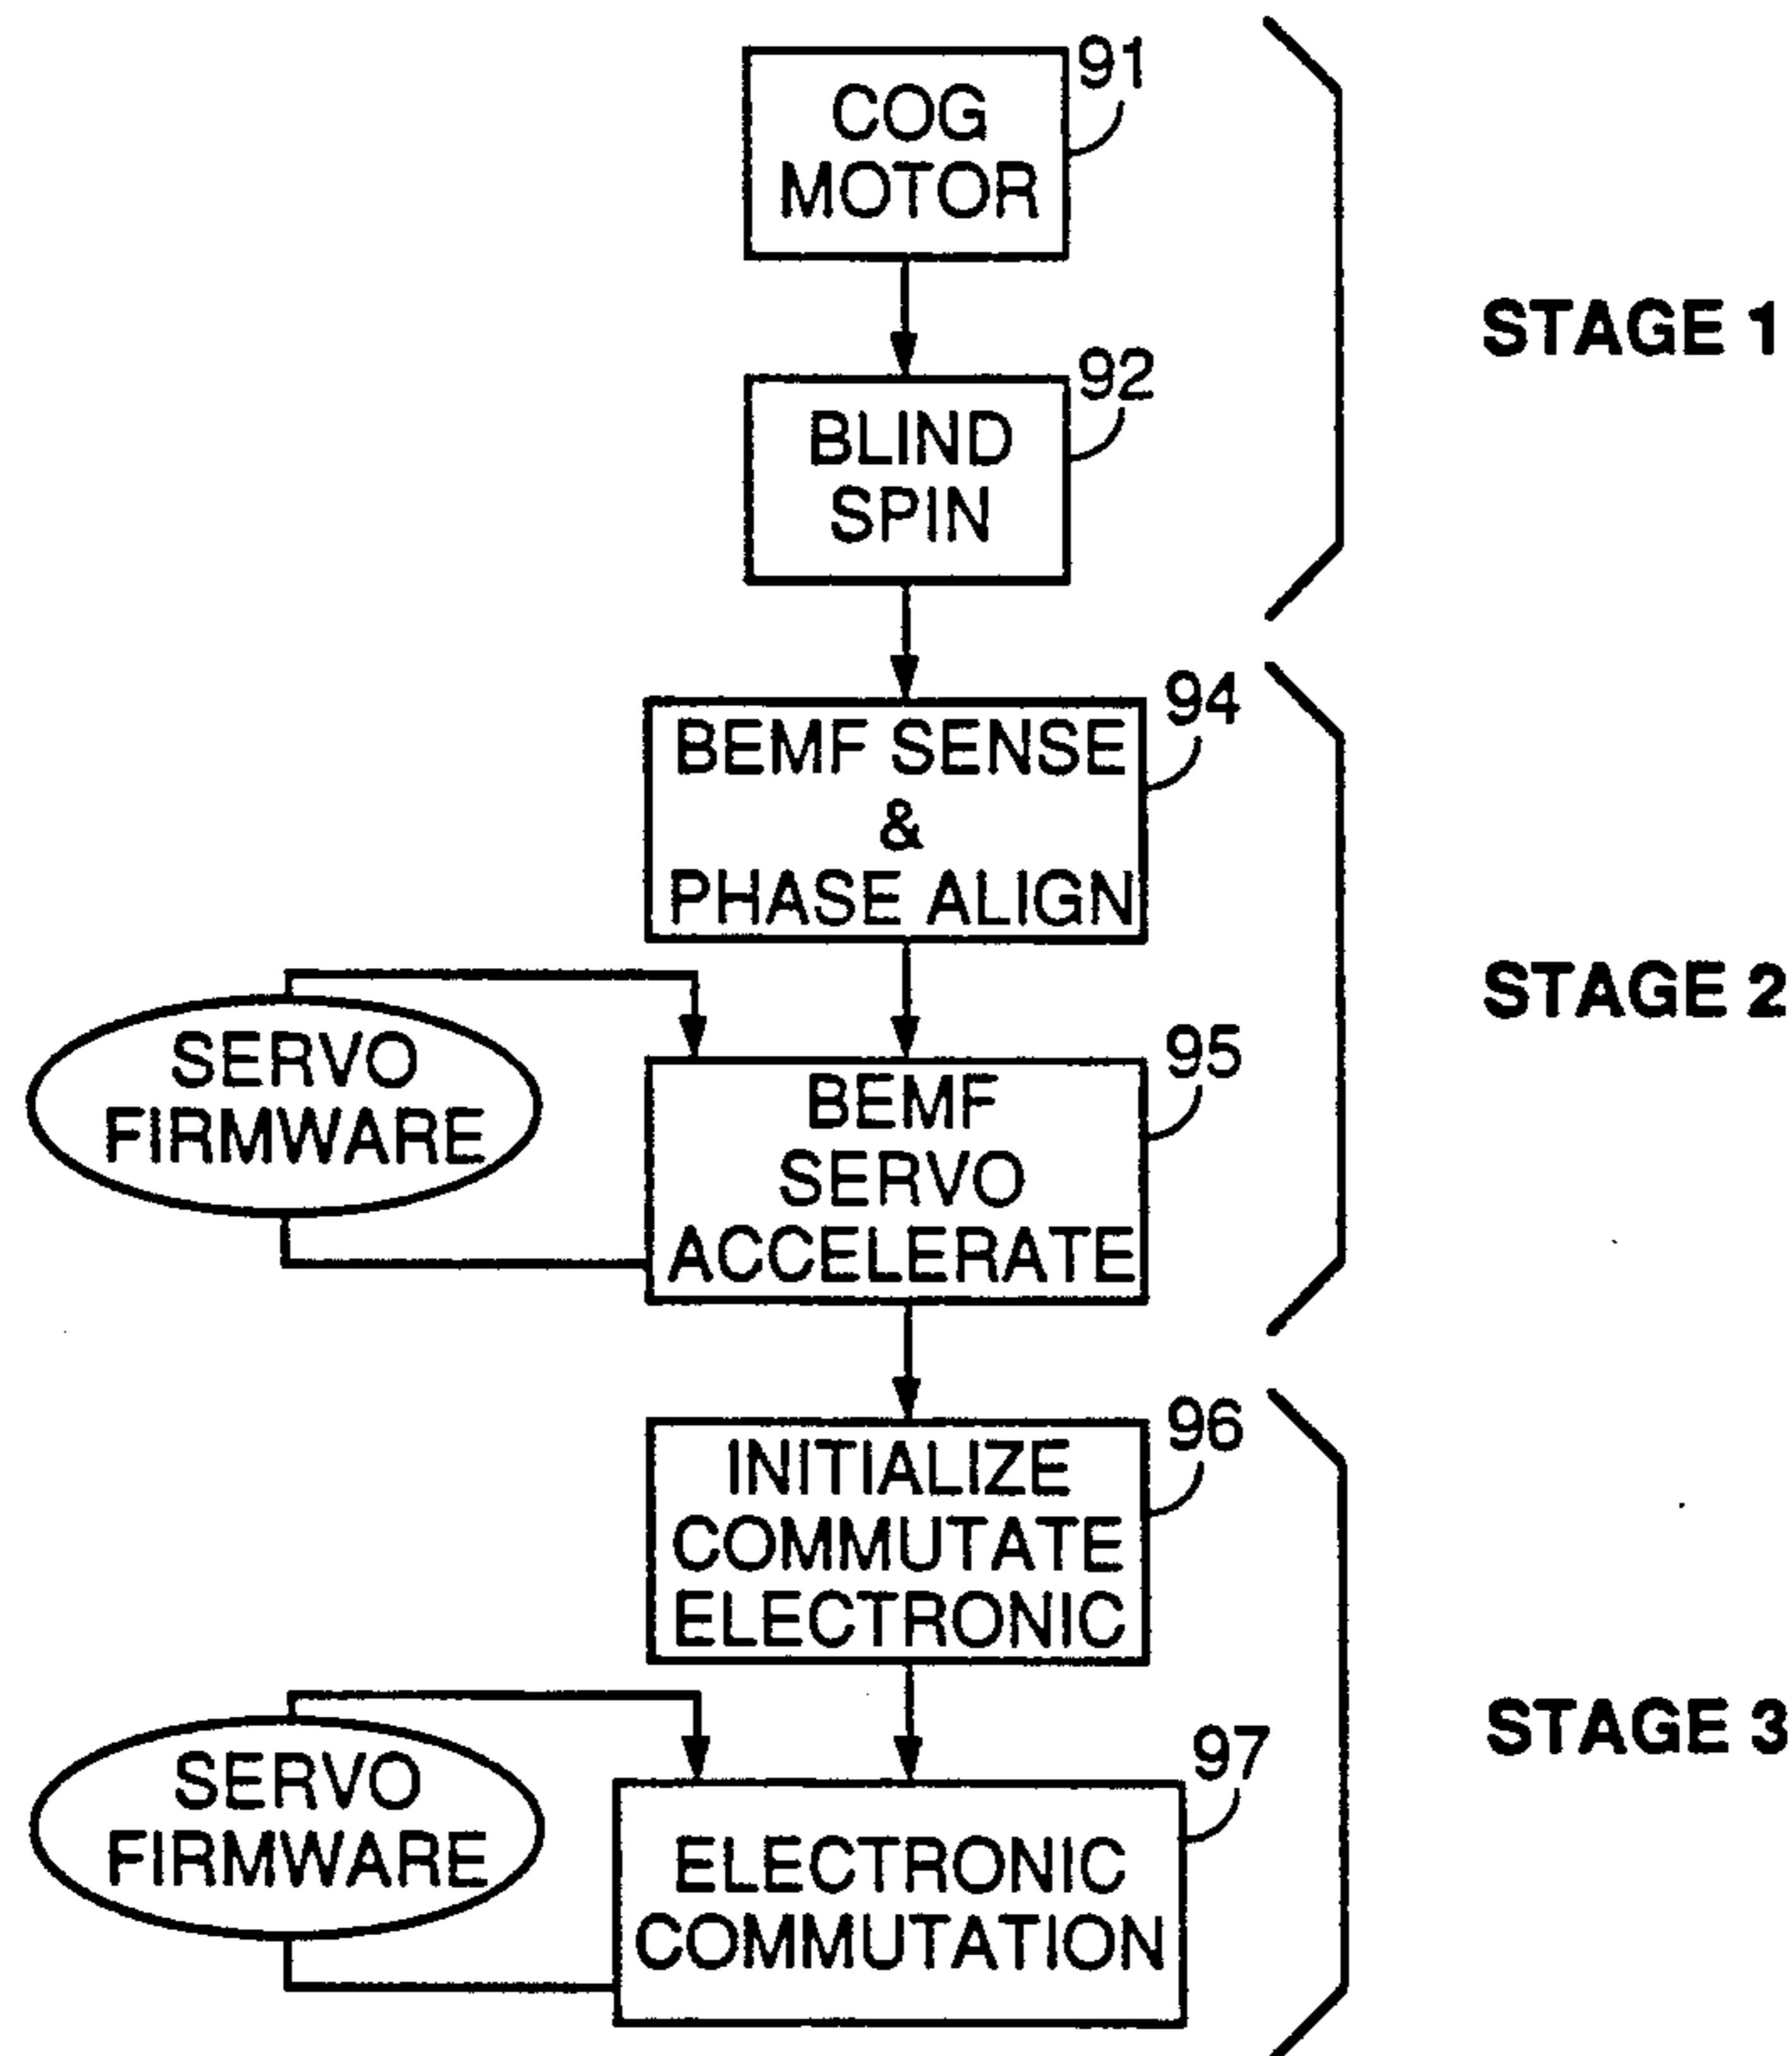 91
COG
MOTOR
STAGE 1
92
BLIND
SPIN
94
BEMF SENSE
&
PHASE ALIGN
STAGE 2
SERVO
FIRMWARE
95
BEMF
SERVO
ACCELERATE
96
INITIALIZE
COMMUTATE
ELECTRONIC
STAGE 3
SERVO
FIRMWARE
97
ELECTRONIC
COMMUTATION